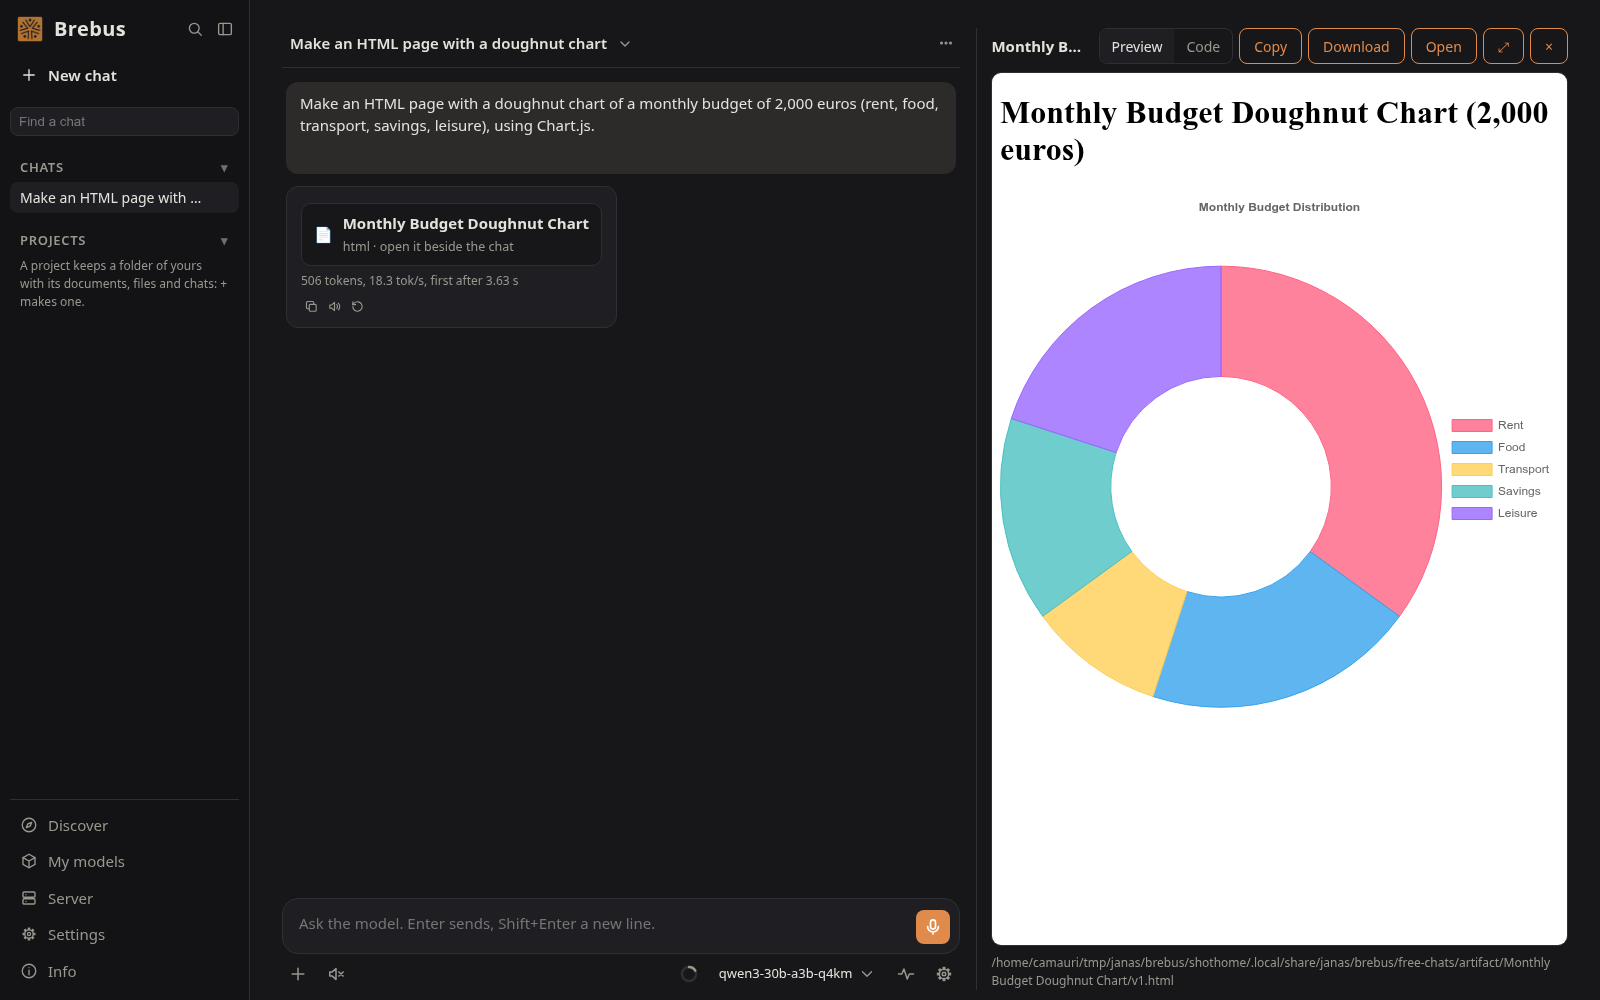 Brebus
New chat
Find a chat
CHATS
Make an HTML page with ...
PROJECTS
A project keeps a folder of yours
with its documents, files and chats: +
makes one.
Discover
My models
Server
Settings
Info
Make an HTML page with a doughnut chart
Make an HTML page with a doughnut chart of a monthly budget of 2,000 euros (rent, food,
transport, savings, leisure), using Chart.js.
Monthly Budget Doughnut Chart
html · open it beside the chat
506 tokens, 18.3 tok/s, first after 3.63 s
Ask the model. Enter sends, Shift+Enter a new line.
qwen3-30b-a3b-q4km
Monthly B...
Preview
Code
Copy
Download
Open
Monthly Budget Doughnut Chart (2,000
euros)
Monthly Budget Distribution
Rent
Food
Transport
Savings
Leisure
/home/camauri/tmp/janas/brebus/shothome/.local/share/janas/brebus/free-chats/artifact/Monthly
Budget Doughnut Chart/v1.html